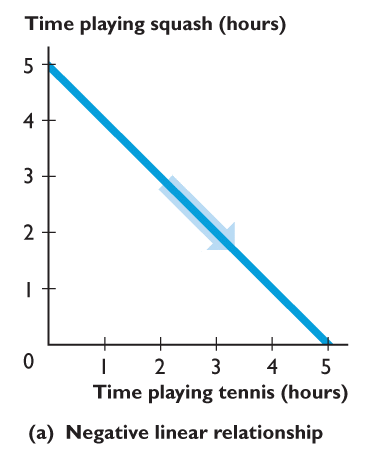 Time playing squash (hours)
5
4
3
2
1
0
1 2 3 4 5
Time playing tennis (hours)
(a) Negative linear relationship